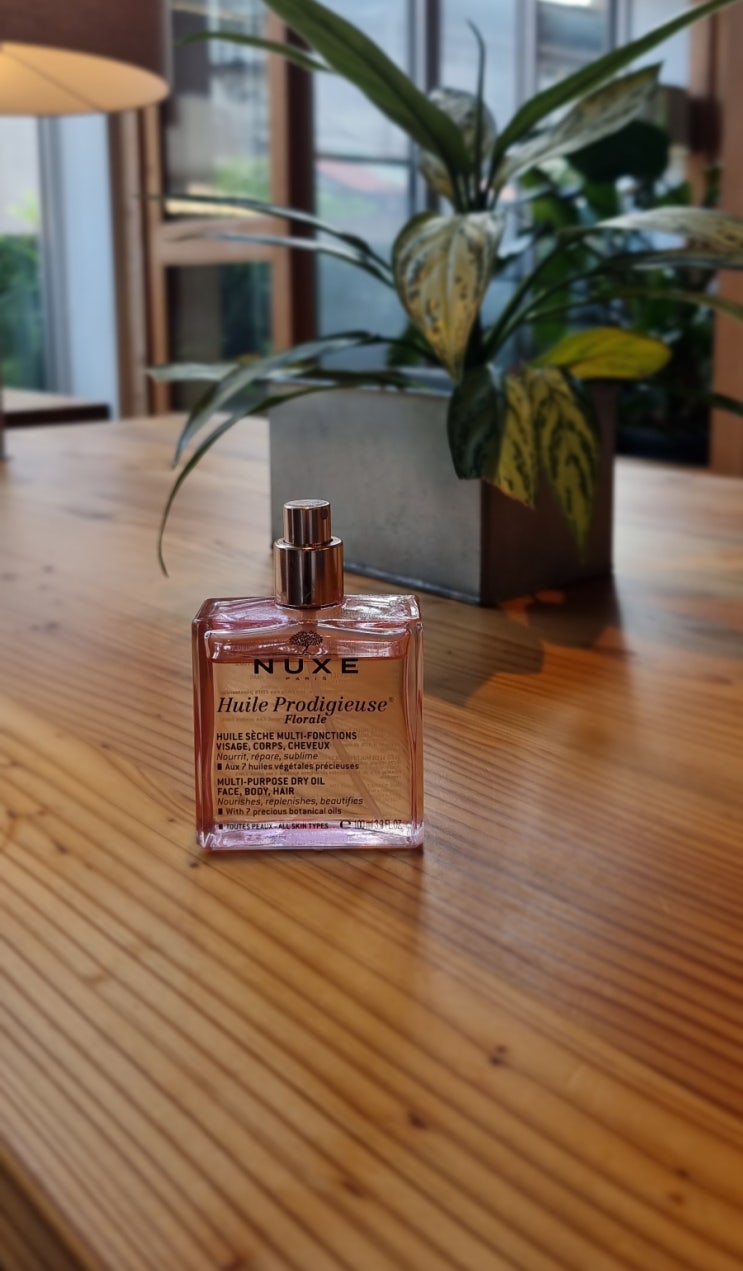 NUXE
PARIS
Huile Prodigieuse®
Florale
HUILE SÈCHE MULTI-FONCTIONS
VISAGE, CORPS, CHEVEUX
Nourrit, répare, sublime
Aux 7 huiles végétales précieuses
MULTI-PURPOSE DRY OIL
FACE, BODY, HAIR
Nourishes, replenishes, beautifies
With 7 precious botanical oils
TOUTES PEAUX - ALL SKIN TYPES